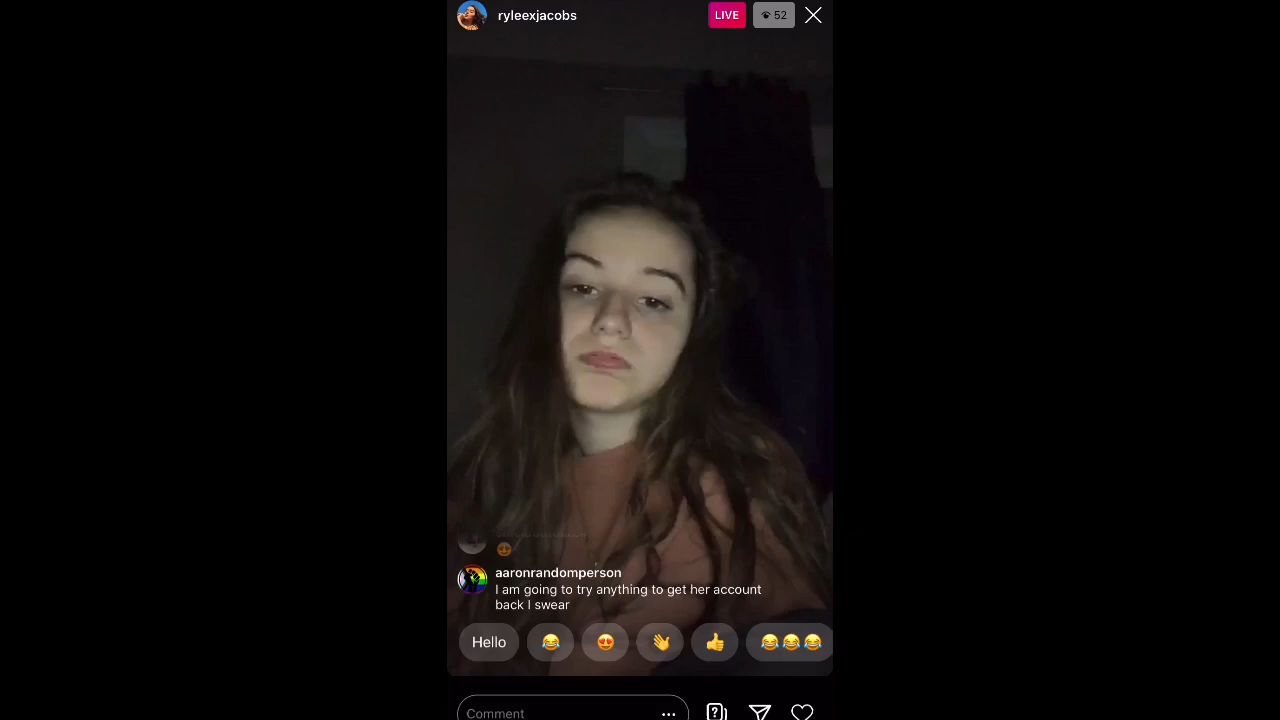 ryleexjacobs
LIVE
52
aaronrandomperson
I am going to try anything to get her account
back I swear
Hello
Comment